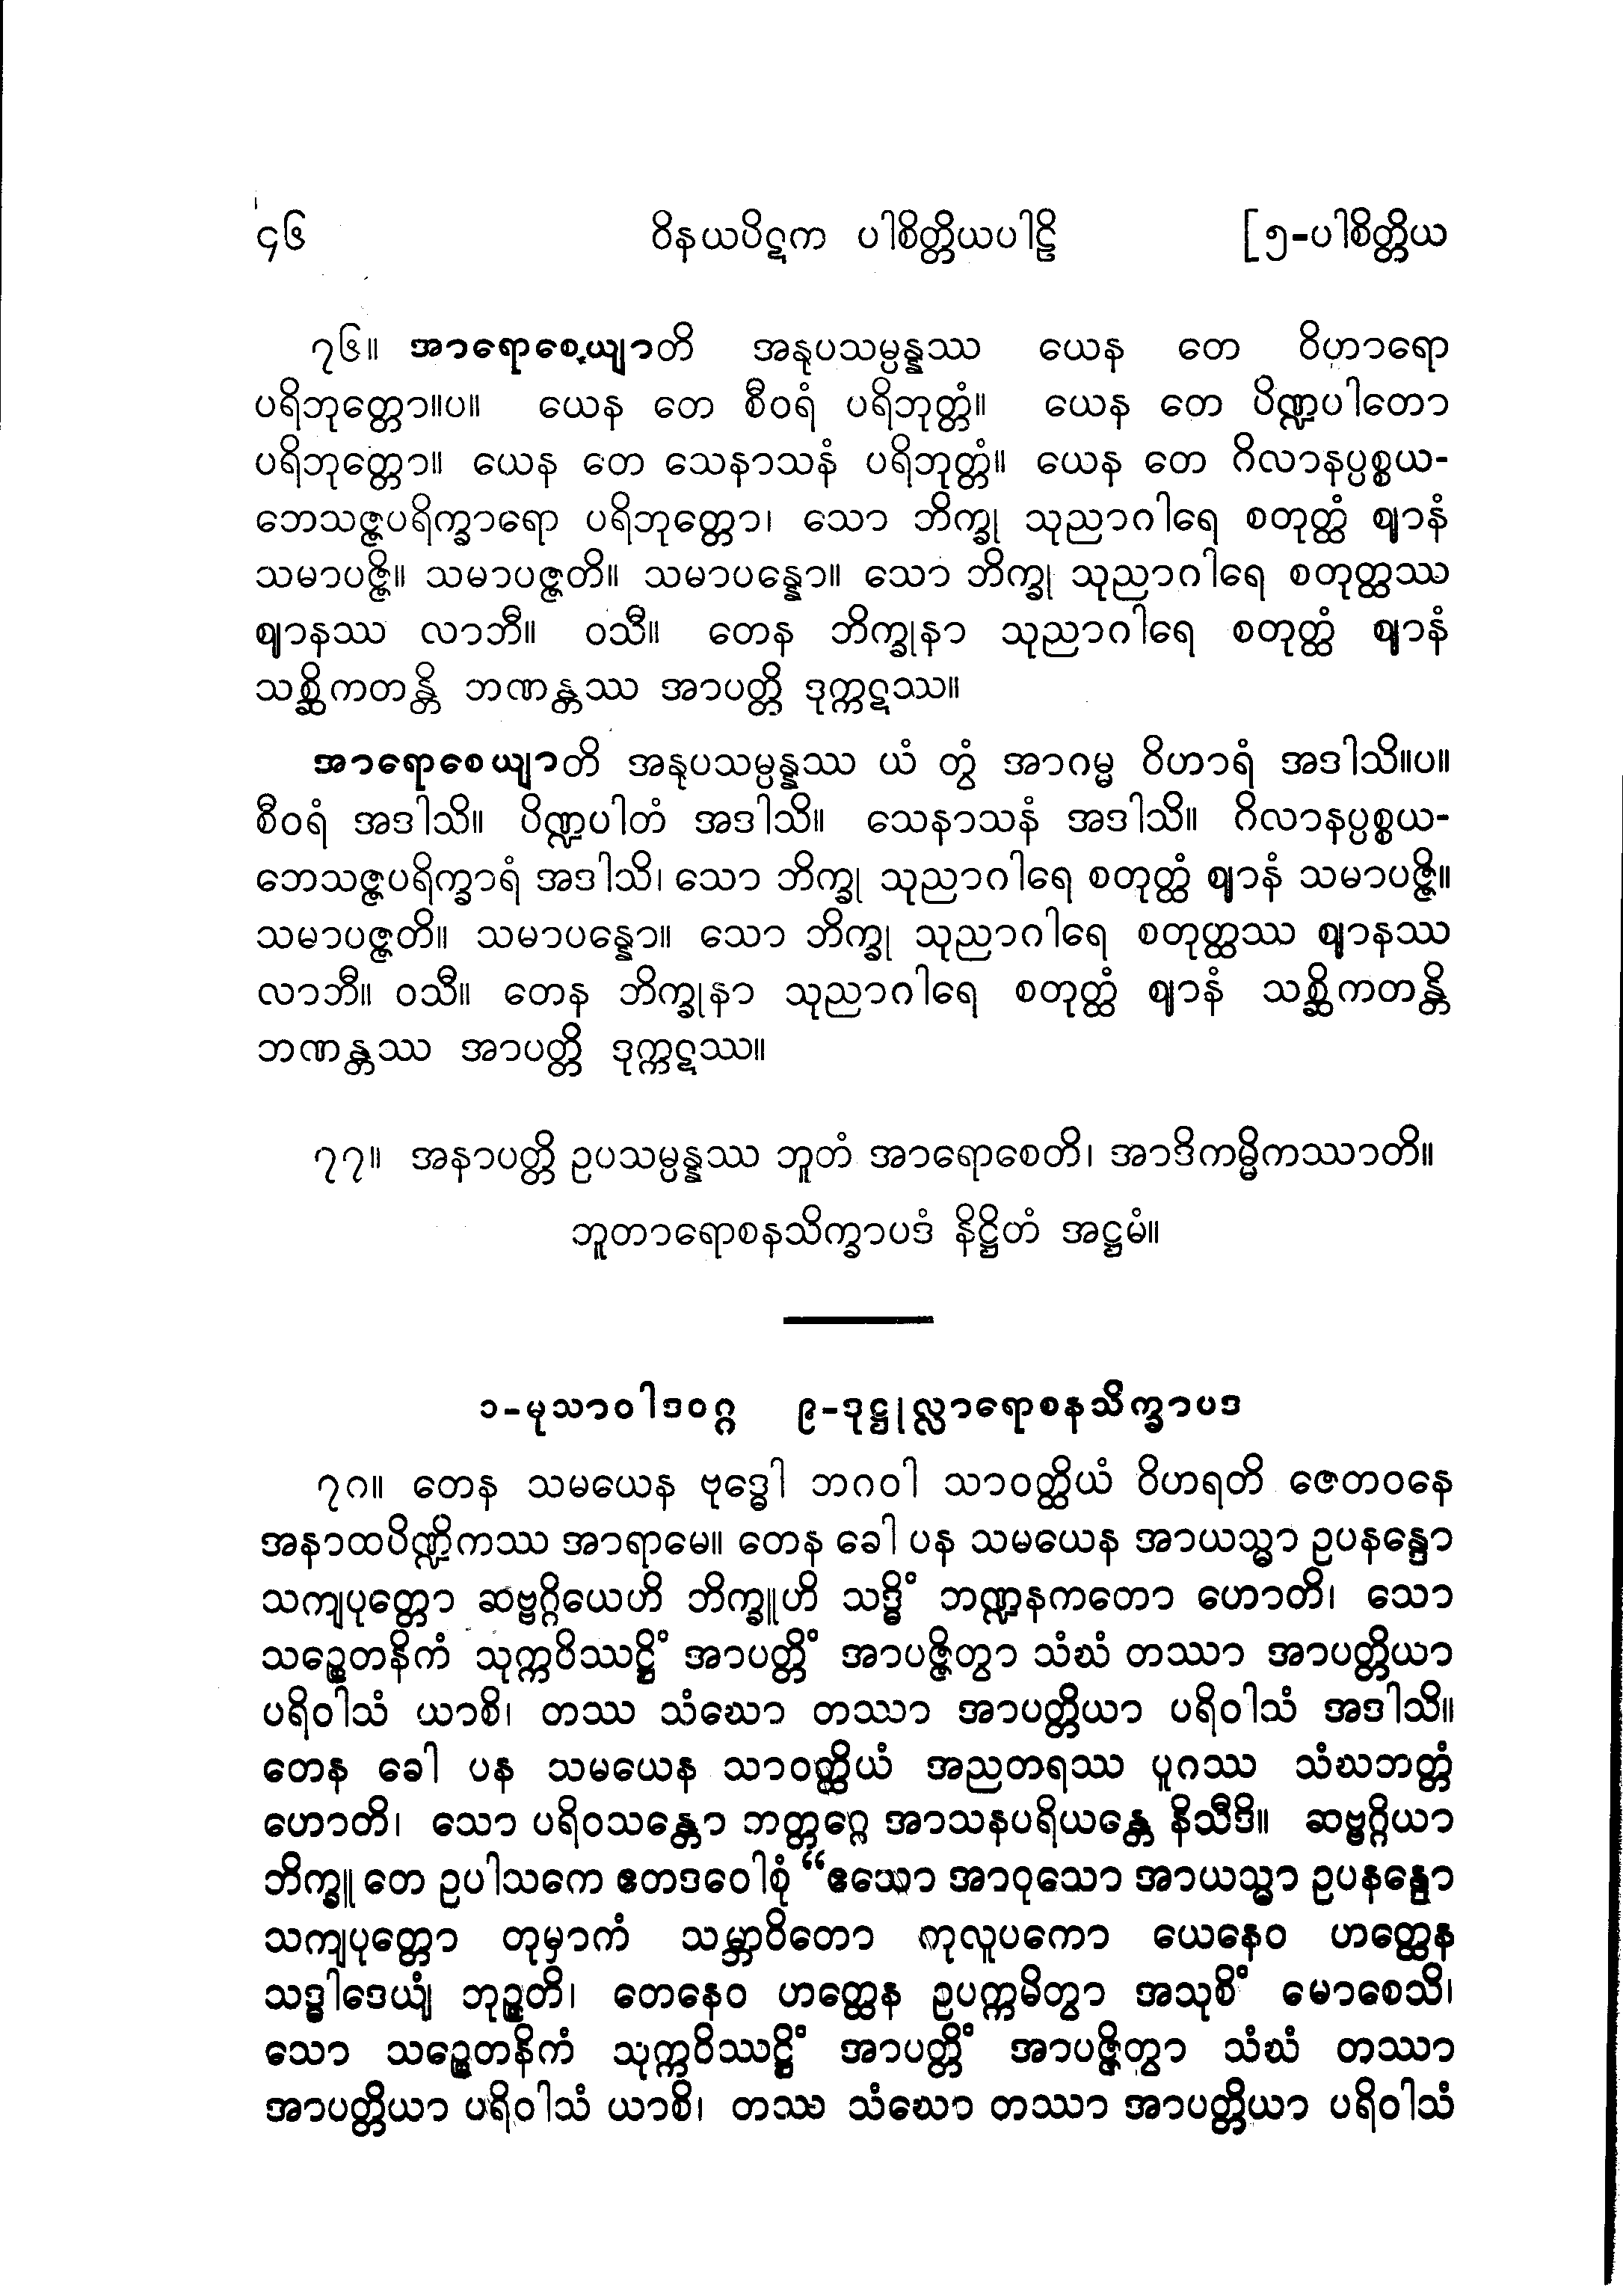 ၄၆ ဝိနယပိဋက ပါစိတ္တိယပါဠိ [၅-ပါစိတ္တိယ
၇၆။ အာရောစေယျာတိ အနုပသမ္ပန္နဿ ယေန တေ ဝိဟာရော
ပရိဘုတ္တော။ပ။ ယေန တေ စီဝရံ ပရိဘုတ္တံ။ ယေန တေ ပိဏ္ဍပါတော
ပရိဘုတ္တော။ ယေန တေ သေနာသနံ ပရိဘုတ္တံ။ ယေန တေ ဂိလာနပ္ပစ္စယ-
ဘေသဇ္ဇပရိက္ခာရော ပရိဘုတ္တော၊ သော ဘိက္ခု သုညာဂါရေ စတုတ္ထံ ဈာနံ
သမာပဇ္ဇိ။ သမာပဇ္ဇတိ။ သမာပန္နော။ သော ဘိက္ခု သုညာဂါရေ စတုတ္ထဿ
ဈာနဿ လာဘီ။ ဝသီ။ တေန ဘိက္ခုနာ သုညာဂါရေ စတုတ္ထံ ဈာနံ
သစ္ဆိကတန္တိ ဘဏန္တဿ အာပတ္တိ ဒုက္ကဋဿ။
အာရောစေယျာတိ အနုပသမ္ပန္နဿ ယံ တွံ အာဂမ္မ ဝိဟာရံ အဒါသိ။ပ။
စီဝရံ အဒါသိ။ ပိဏ္ဍပါတံ အဒါသိ။ သေနာသနံ အဒါသိ။ ဂိလာနပ္ပစ္စယ-
ဘေသဇ္ဇပရိက္ခာရံ အဒါသိ၊ သော ဘိက္ခု သုညာဂါရေ စတုတ္ထံ ဈာနံ သမာပဇ္ဇိ။
သမာပဇ္ဇတိ။ သမာပန္နော။ သော ဘိက္ခု သုညာဂါရေ စတုတ္ထဿ ဈာနဿ
လာဘီ။ ဝသီ။ တေန ဘိက္ခုနာ သုညာဂါရေ စတုတ္ထံ ဈာနံ သစ္ဆိကတန္တိ
ဘဏန္တဿ အာပတ္တိ ဒုက္ကဋဿ။
၇၇။ အနာပတ္တိ ဥပသမ္ပန္နဿ ဘူတံ အာရောစေတိ၊ အာဒိကမ္မိကဿာတိ။
ဘူတာရောစနသိက္ခာပဒံ နိဋ္ဌိတံ အဋ္ဌမံ။
၁-မုသာဝါဒဝဂ္ဂ ၉-ဒုဋ္ဌုလ္လာရောစနသိက္ခာပဒ
၇ဂ။ တေန သမယေန ဗုဒ္ဓေါ ဘဂဝါ သာဝတ္ထိယံ ဝိဟရတိ ဇေတဝနေ
အနာထပိဏ္ဍိကဿ အာရာမေ။ တေန ခေါ ပန သမယေန အာယသ္မာ ဥပနန္ဒော
သကျပုတ္တော ဆဗ္ဗဂ္ဂိယေဟိ ဘိက္ခူဟိ သဒ္ဓိံ ဘဏ္ဍနကတော ဟောတိ၊ သော
သဉ္စေတနိကံ သုက္ကဝိဿဋ္ဌိံ အာပတ္တိံ အာပဇ္ဇိတွာ သံဃံ တဿာ အာပတ္တိယာ
ပရိဝါသံ ယာစိ၊ တဿ သံဃော တဿာ အာပတ္တိယာ ပရိဝါသံ အဒါသိ။
တေန ခေါ ပန သမယေန သာဝတ္ထိယံ အညတရဿ ပူဂဿ သံဃဘတ္တံ
ဟောတိ၊ သော ပရိဝသန္တော ဘတ္တဂ္ဂေ အာသနပရိယန္တေ နိသီဒိ။ ဆဗ္ဗဂ္ဂိယာ
ဘိက္ခူ တေ ဥပါသကေ ဧတဒဝေါစုံ “ဧသော အာဝုသော အာယသ္မာ ဥပနန္ဒော
သကျပုတ္တော တုမှာကံ သမ္ဘာဝိတော ကုလူပကော ယေနေဝ ဟတ္ထေန
သဒ္ဓါဒေယျံ ဘုဉ္ဇတိ၊ တေနေဝ ဟတ္ထေန ဥပက္ကမိတွာ အသုစိံ မောစေသိ၊
သော သဉ္စေတနိကံ သုက္ကဝိဿဋ္ဌိံ အာပတ္တိံ အာပဇ္ဇိတွာ သံဃံ တဿာ
အာပတ္တိယာ ပရိဝါသံ ယာစိ၊ တဿ သံဃော တဿာ အာပတ္တိယာ ပရိဝါသံ